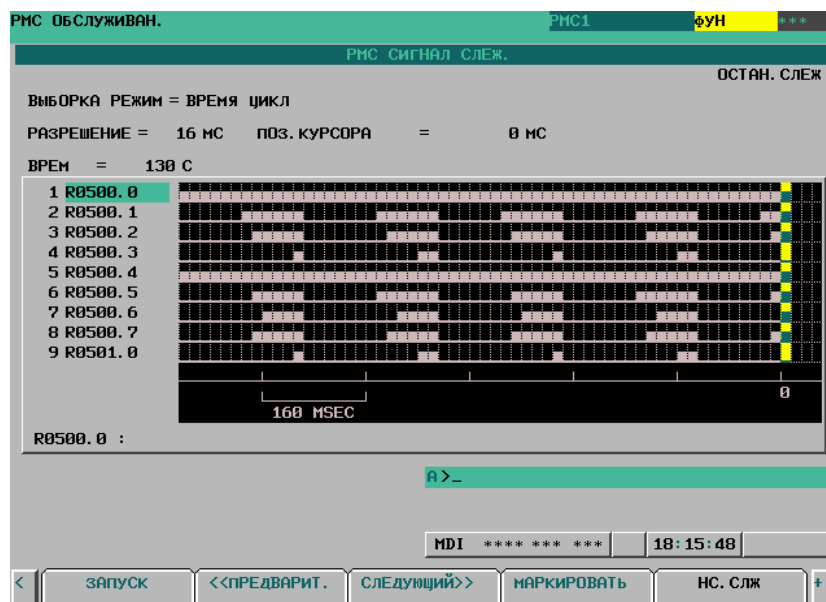 РМС ОБСЛУЖИВАН. РМС1 ФУН ***
РМС СИГНАЛ СЛЕЖ.
ОСТАН. СЛЕЖ
ВЫБОРКА РЕЖИМ = ВРЕМЯ ЦИКЛ
РАЗРЕШЕНИЕ = 16 МС ПОЗ. КУРСОРА = 0 МС
ВРЕМ = 130 С
1 R0500. 0
2 R0500. 1
3 R0500. 2
4 R0500. 3
5 R0500. 4
6 R0500. 5
7 R0500. 6
8 R0500. 7
9 R0501. 0
0
160 MSEC
R0500. 0 :
A>_
MDI **** *** *** 18:15:48
< ЗАПУСК <<ПРЕДВАРИТ. СЛЕДУЮЩИЙ>> МАРКИРОВАТЬ НС. СЛЖ +